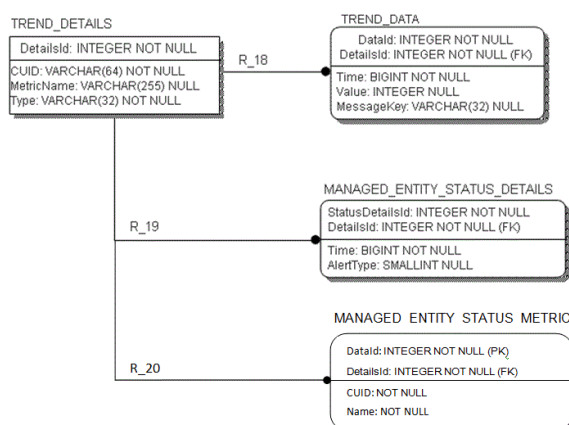 TREND_DETAILS
DetailsId: INTEGER NOT NULL
CUID: VARCHAR(64) NOT NULL
MetricName: VARCHAR(255) NULL
Type: VARCHAR(32) NOT NULL
R_18
TREND_DATA
DataId: INTEGER NOT NULL
DetailsId: INTEGER NOT NULL (FK)
Time: BIGINT NOT NULL
Value: INTEGER NULL
MessageKey: VARCHAR(32) NULL
R_19
MANAGED_ENTITY_STATUS_DETAILS
StatusDetailsId: INTEGER NOT NULL
DetailsId: INTEGER NOT NULL (FK)
Time: BIGINT NOT NULL
AlertType: SMALLINT NULL
R_20
MANAGED ENTITY STATUS METRIC
DataId: INTEGER NOT NULL (PK)
DetailsId: INTEGER NOT NULL (FK)
CUID: NOT NULL
Name: NOT NULL